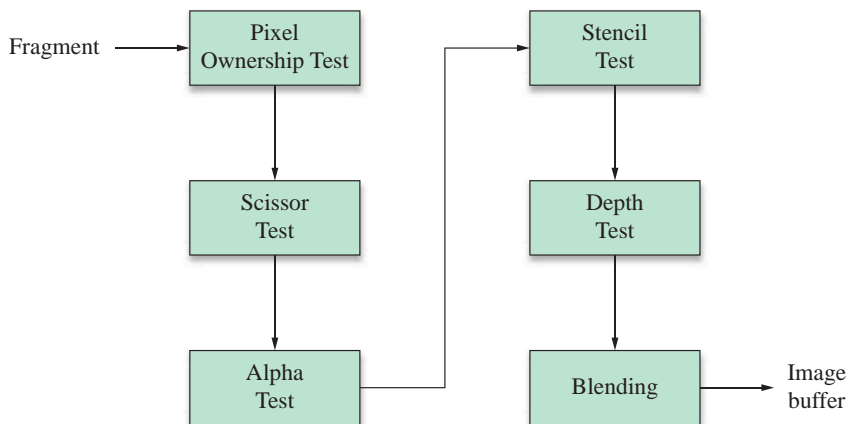 Fragment
Pixel
Ownership Test
Scissor
Test
Alpha
Test
Stencil
Test
Depth
Test
Blending
Image
buffer